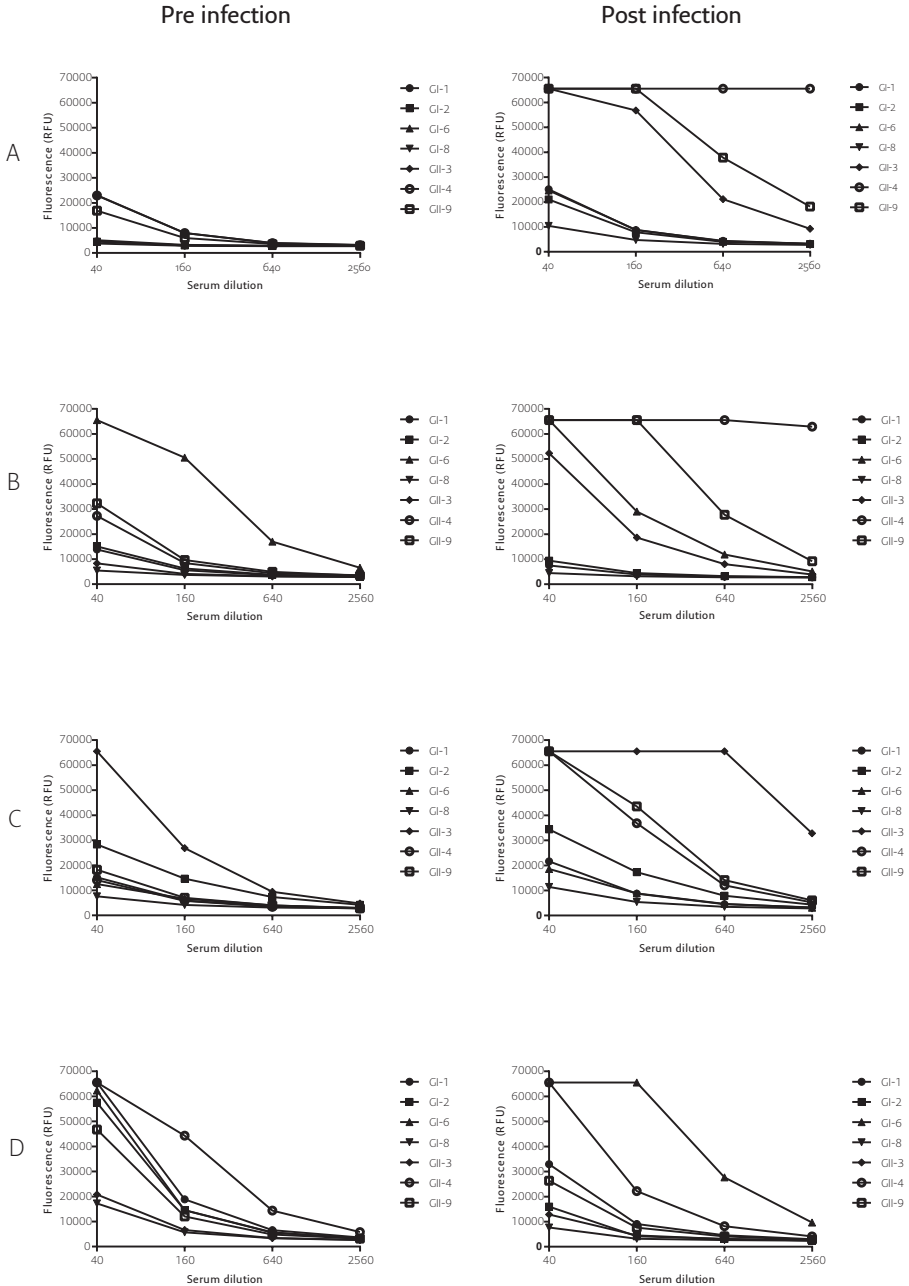 Pre infection
Post infection
A
Fluorescence (RFU)
70000
60000
50000
40000
30000
20000
10000
0
40 160 640 2560
Serum dilution
GI-1
GI-2
GI-6
GI-8
GII-3
GII-4
GII-9
Fluorescence (RFU)
70000
60000
50000
40000
30000
20000
10000
0
40 160 640 2560
Serum dilution
GI-1
GI-2
GI-6
GI-8
GII-3
GII-4
GII-9
B
Fluorescence (RFU)
70000
60000
50000
40000
30000
20000
10000
0
40 160 640 2560
Serum dilution
GI-1
GI-2
GI-6
GI-8
GII-3
GII-4
GII-9
Fluorescence (RFU)
70000
60000
50000
40000
30000
20000
10000
0
40 160 640 2560
Serum dilution
GI-1
GI-2
GI-6
GI-8
GII-3
GII-4
GII-9
C
Fluorescence (RFU)
70000
60000
50000
40000
30000
20000
10000
0
40 160 640 2560
Serum dilution
GI-1
GI-2
GI-6
GI-8
GII-3
GII-4
GII-9
Fluorescence (RFU)
70000
60000
50000
40000
30000
20000
10000
0
40 160 640 2560
Serum dilution
GI-1
GI-2
GI-6
GI-8
GII-3
GII-4
GII-9
D
Fluorescence (RFU)
70000
60000
50000
40000
30000
20000
10000
0
40 160 640 2560
Serum dilution
GI-1
GI-2
GI-6
GI-8
GII-3
GII-4
GII-9
Fluorescence (RFU)
70000
60000
50000
40000
30000
20000
10000
0
40 160 640 2560
Serum dilution
GI-1
GI-2
GI-6
GI-8
GII-3
GII-4
GII-9